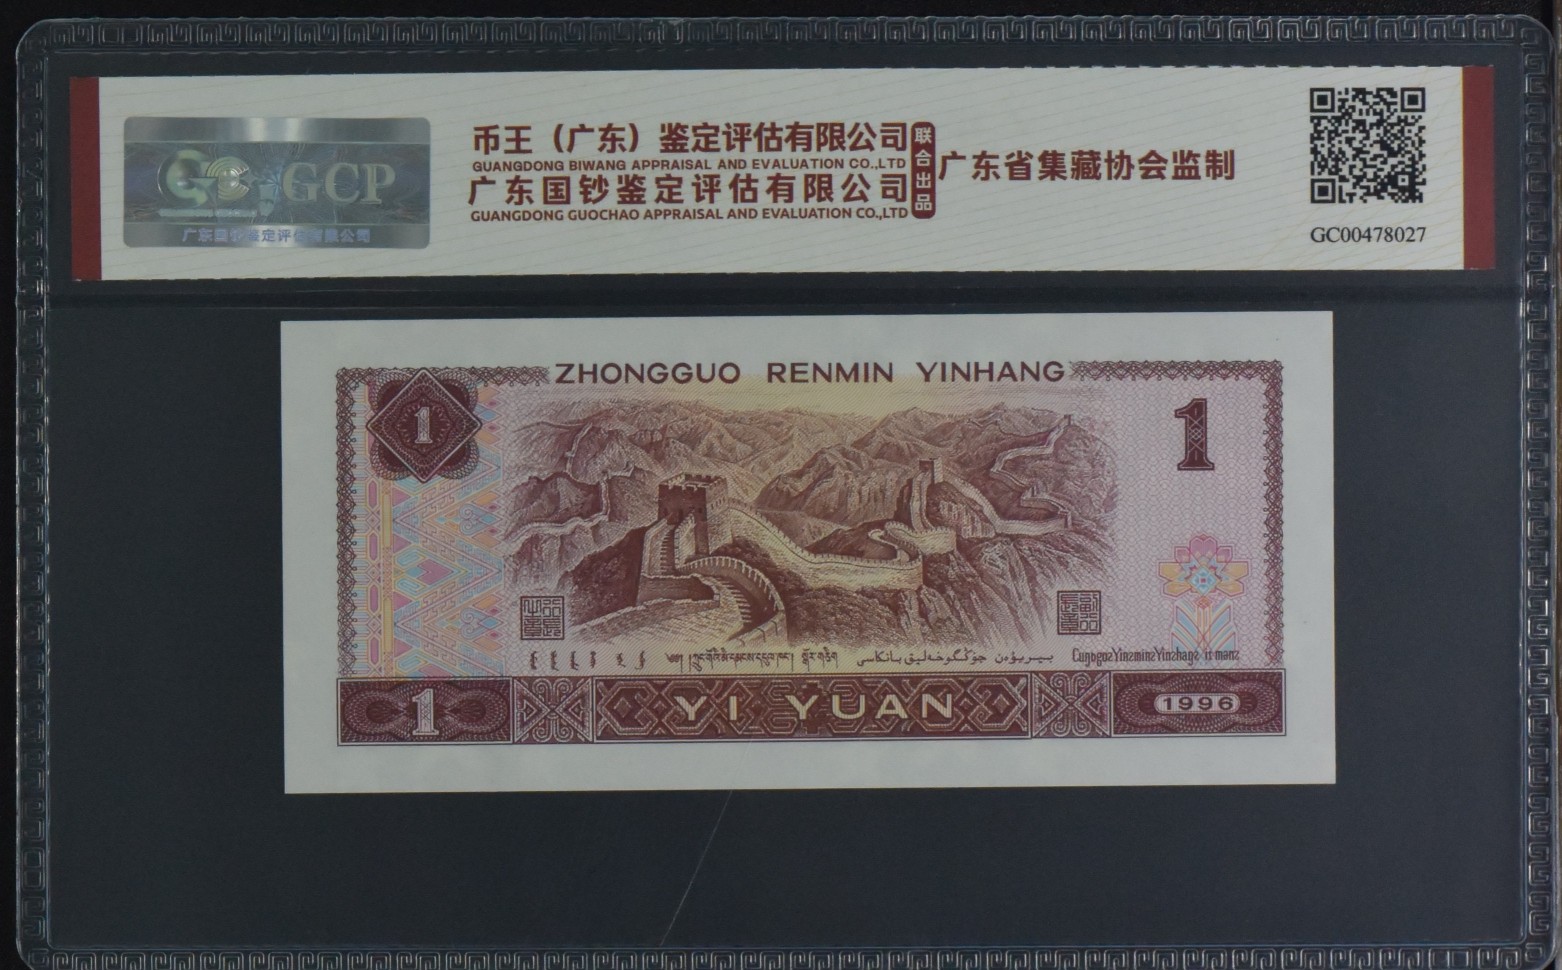 GCP
广东国钞鉴定评估有限公司
币王（广东）鉴定评估有限公司
GUANGDONG BIWANG APPRAISAL AND EVALUATION CO.,LTD
广东国钞鉴定评估有限公司
GUANGDONG GUOCHAO APPRAISAL AND EVALUATION CO.,LTD
联合出品
广东省集藏协会监制
GC00478027
ZHONGGUO RENMIN YINHANG
1
1
Cuŋƅgoƨ Yinƨminƨ Yinƨhaŋƨ
1
YI YUAN
1996